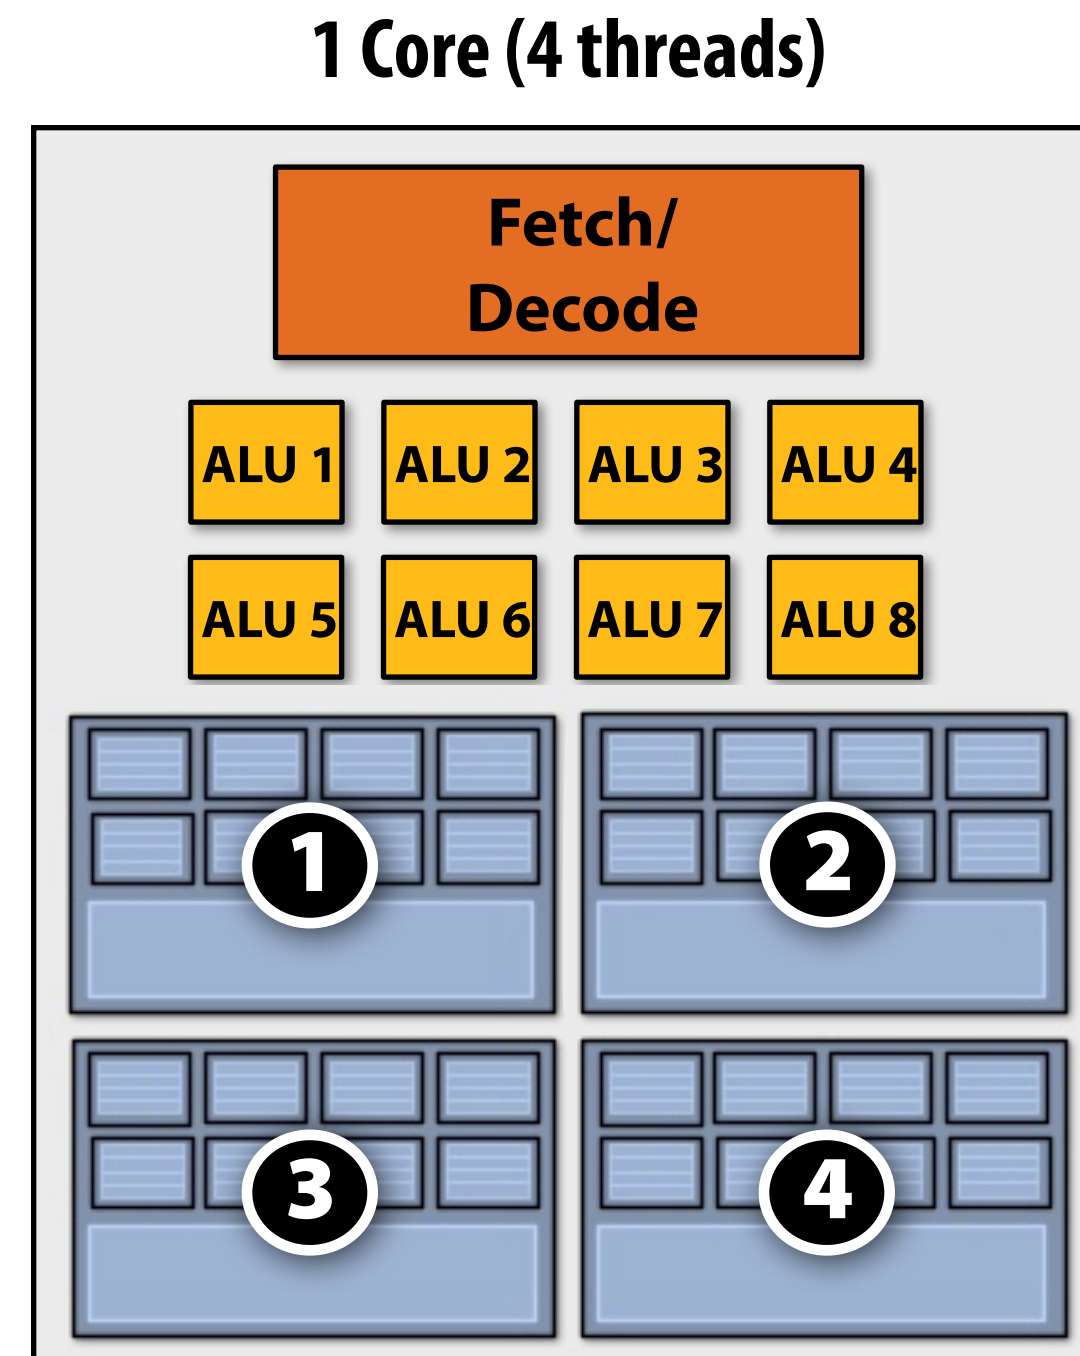 1 Core (4 threads)
Fetch/
Decode
ALU 1 ALU 2 ALU 3 ALU 4
ALU 5 ALU 6 ALU 7 ALU 8
1 2
3 4